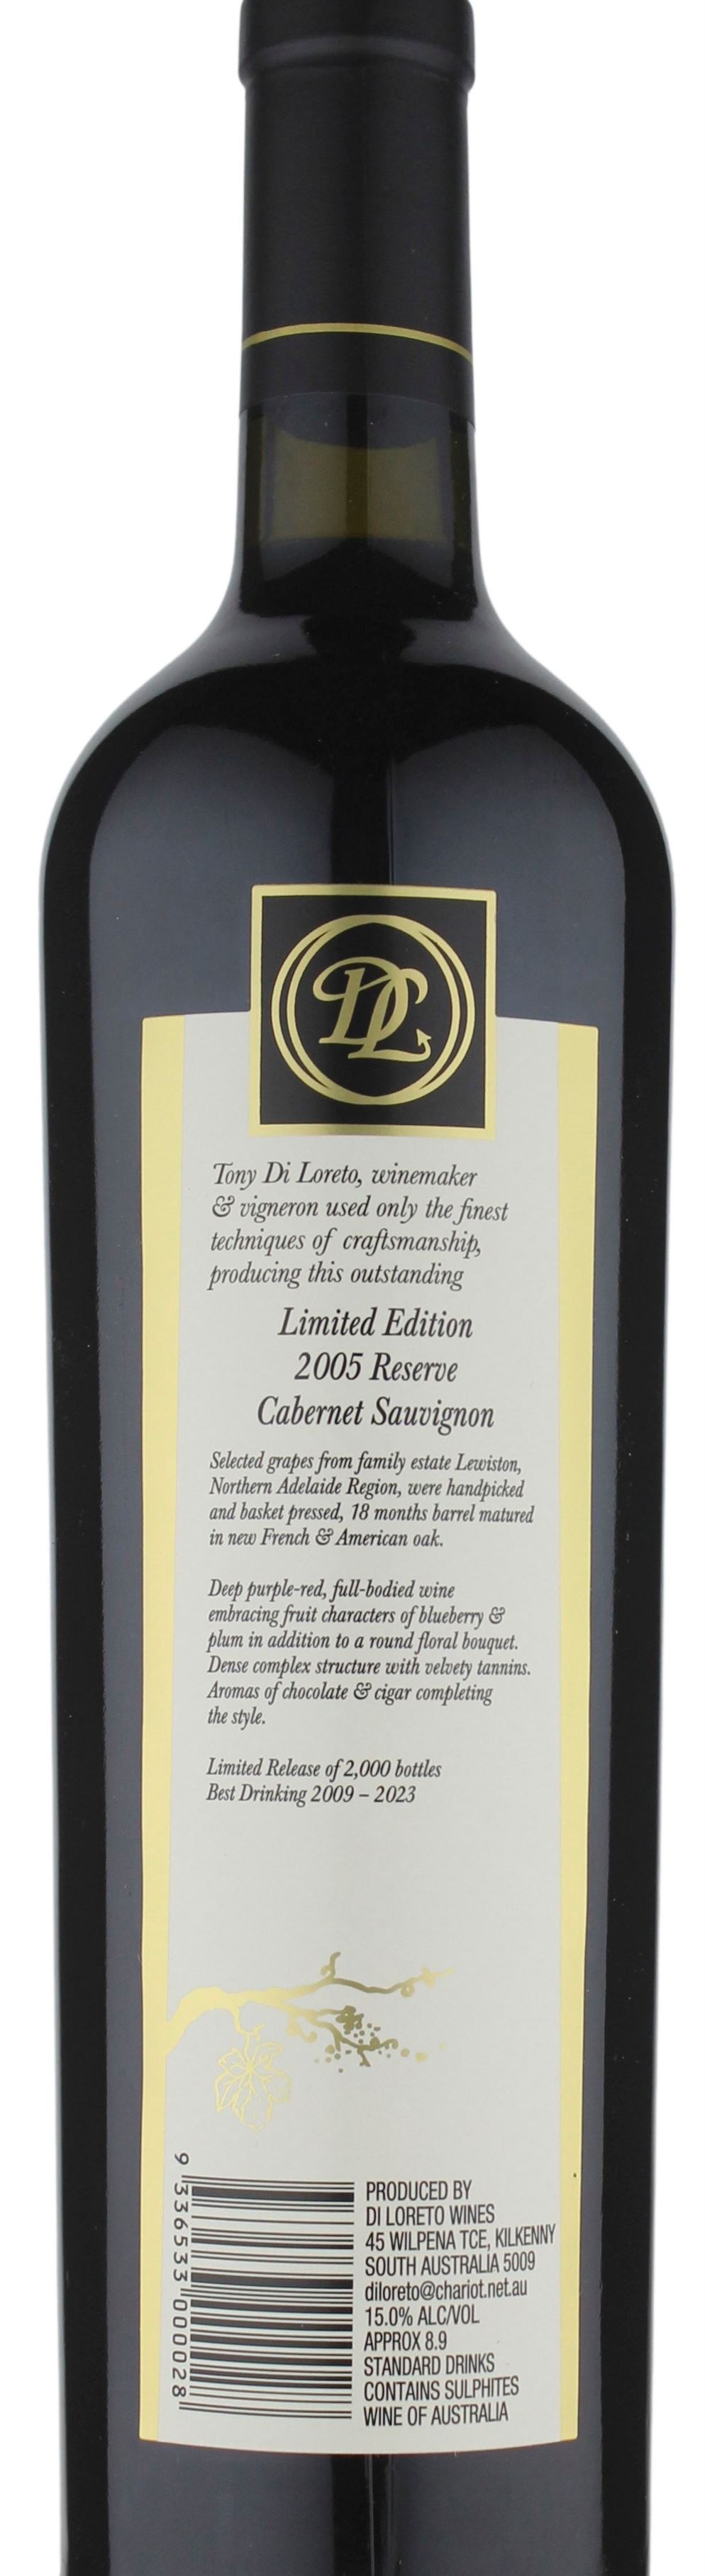 DL
Tony Di Loreto, winemaker
& vigneron used only the finest
techniques of craftsmanship,
producing this outstanding
Limited Edition
2005 Reserve
Cabernet Sauvignon
Selected grapes from family estate Lewiston,
Northern Adelaide Region, were handpicked
and basket pressed, 18 months barrel matured
in new French & American oak.
Deep purple-red, full-bodied wine
embracing fruit characters of blueberry &
plum in addition to a round floral bouquet.
Dense complex structure with velvety tannins.
Aromas of chocolate & cigar completing
the style.
Limited Release of 2,000 bottles
Best Drinking 2009 – 2023
9 336533 000028
PRODUCED BY
DI LORETO WINES
45 WILPENA TCE, KILKENNY
SOUTH AUSTRALIA 5009
diloreto@chariot.net.au
15.0% ALC/VOL
APPROX 8.9
STANDARD DRINKS
CONTAINS SULPHITES
WINE OF AUSTRALIA